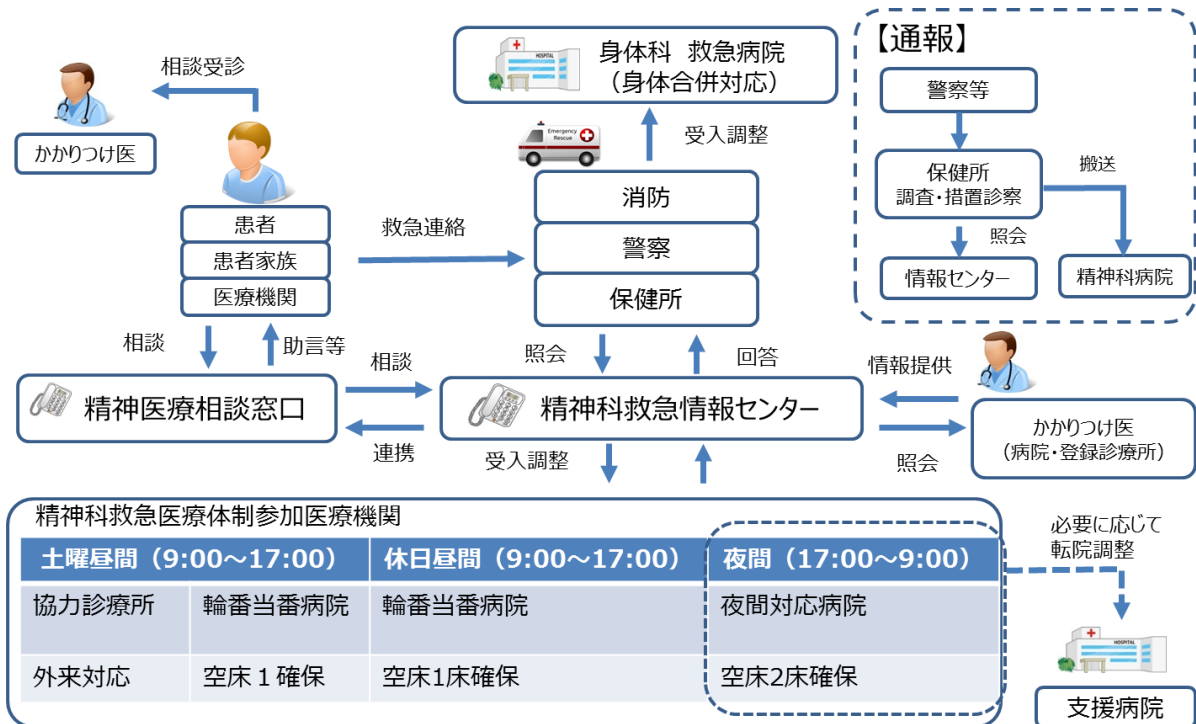 相談受診
かかりつけ医
患者
患者家族
医療機関
救急連絡
HOSPITAL
身体科 救急病院
（身体合併対応）
Emergency
Rescue
受入調整
消防
警察
保健所
【通報】
警察等
保健所
調査・措置診察
搬送
照会
情報センター
精神科病院
相談
助言等
相談
照会
回答
情報提供
精神医療相談窓口
精神科救急情報センター
かかりつけ医
（病院・登録診療所）
連携
受入調整
照会
精神科救急医療体制参加医療機関
土曜昼間（9:00～17:00）
休日昼間（9:00～17:00）
夜間（17:00～9:00）
協力診療所
輪番当番病院
輪番当番病院
夜間対応病院
外来対応
空床１確保
空床1床確保
空床2床確保
必要に応じて
転院調整
HOSPITAL
支援病院